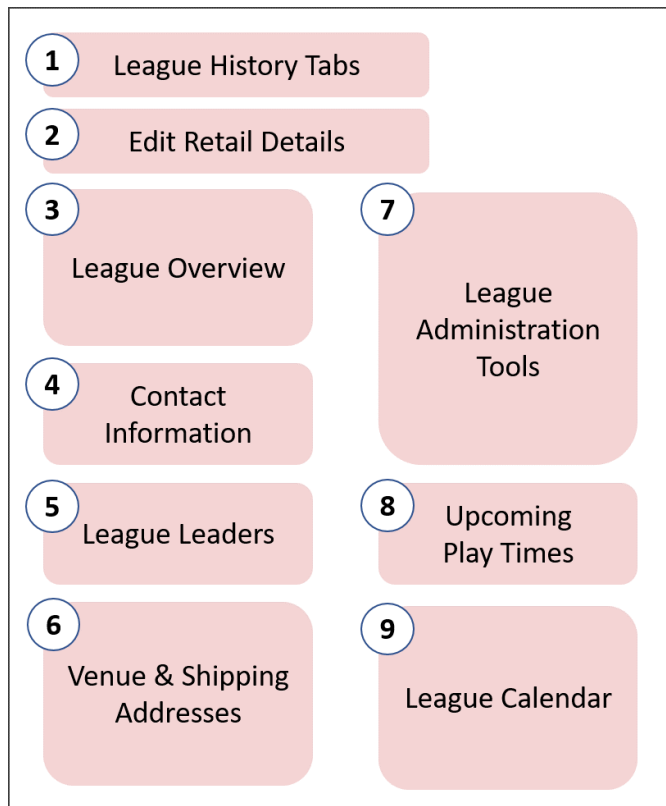 1
League History Tabs
2
Edit Retail Details
3
League Overview
4
Contact
Information
5
League Leaders
6
Venue & Shipping
Addresses
7
League
Administration
Tools
8
Upcoming
Play Times
9
League Calendar